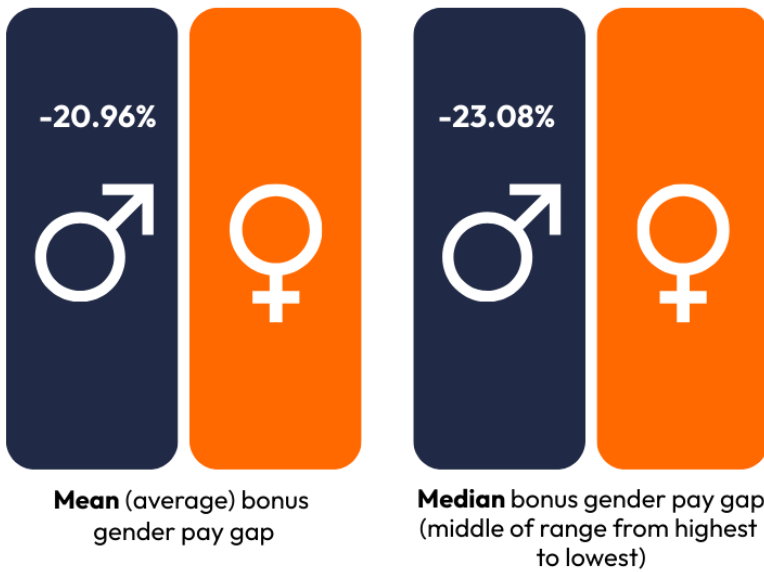 -20.96%
Mean (average) bonus
gender pay gap
-23.08%
Median bonus gender pay gap
(middle of range from highest
to lowest)